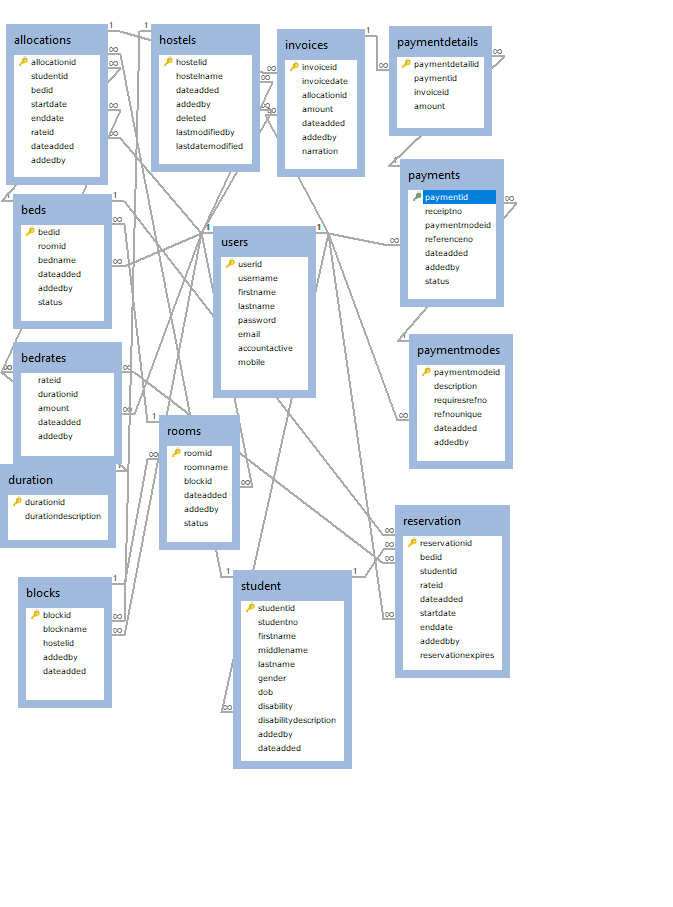 allocations
allocationid
studentid
bedid
startdate
enddate
rateid
dateadded
addedby
hostels
hostelid
hostelname
dateadded
addedby
deleted
lastmodifiedby
lastdatemodified
invoices
invoiceid
invoicedate
allocationid
amount
dateadded
addedby
narration
paymentdetails
paymentdetailid
paymentid
invoiceid
amount
payments
paymentid
receiptno
paymentmodeid
referenceno
dateadded
addedby
status
beds
bedid
roomid
bedname
dateadded
addedby
status
users
userid
username
firstname
lastname
password
email
accountactive
mobile
bedrates
rateid
durationid
amount
dateadded
addedby
paymentmodes
paymentmodeid
description
requiresrefno
refnounique
dateadded
addedby
rooms
roomid
roomname
blockid
dateadded
addedby
status
duration
durationid
durationdescription
reservation
reservationid
bedid
studentid
rateid
dateadded
startdate
enddate
addedbby
reservationexpires
blocks
blockid
blockname
hostelid
addedby
dateadded
student
studentid
studentno
firstname
middlename
lastname
gender
dob
disability
disabilitydescription
addedby
dateadded